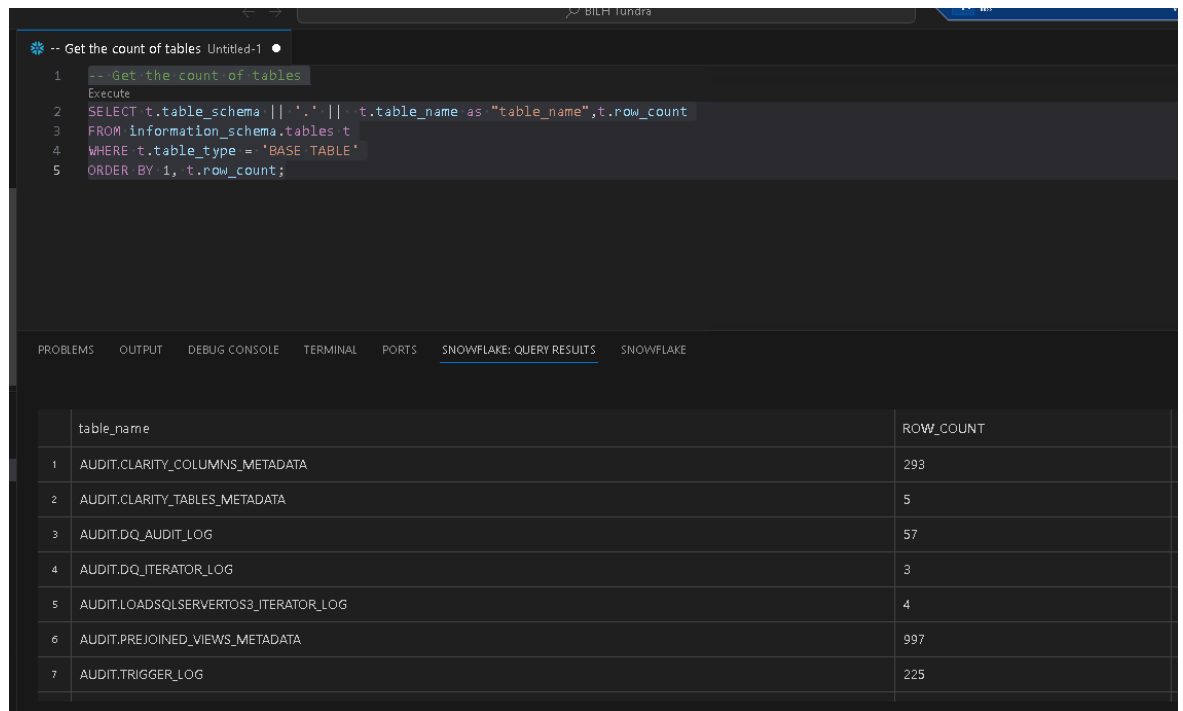 BILH Tundra
-- Get the count of tables Untitled-1
1 -- Get the count of tables
Execute
2 SELECT t.table_schema || '.' || t.table_name as "table_name",t.row_count
3 FROM information_schema.tables t
4 WHERE t.table_type = 'BASE TABLE'
5 ORDER BY 1, t.row_count;
PROBLEMS OUTPUT DEBUG CONSOLE TERMINAL PORTS SNOWFLAKE: QUERY RESULTS SNOWFLAKE
table_name ROW_COUNT
1 AUDIT.CLARITY_COLUMNS_METADATA 293
2 AUDIT.CLARITY_TABLES_METADATA 5
3 AUDIT.DQ_AUDIT_LOG 57
4 AUDIT.DQ_ITERATOR_LOG 3
5 AUDIT.LOADSQLSERVERTOS3_ITERATOR_LOG 4
6 AUDIT.PREJOINED_VIEWS_METADATA 997
7 AUDIT.TRIGGER_LOG 225